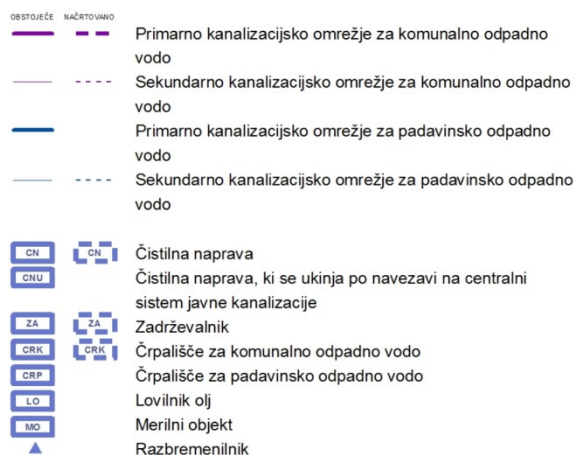 OBSTOJEČE NAČRTOVANO
Primarno kanalizacijsko omrežje za komunalno odpadno
vodo
Sekundarno kanalizacijsko omrežje za komunalno odpadno
vodo
Primarno kanalizacijsko omrežje za padavinsko odpadno
vodo
Sekundarno kanalizacijsko omrežje za padavinsko odpadno
vodo
CN CN Čistilna naprava
CNU Čistilna naprava, ki se ukinja po navezavi na centralni
sistem javne kanalizacije
ZA ZA Zadrževalnik
CRK CRK Črpališče za komunalno odpadno vodo
CRP Črpališče za padavinsko odpadno vodo
LO Lovilnik olj
MO Merilni objekt
Razbremenilnik